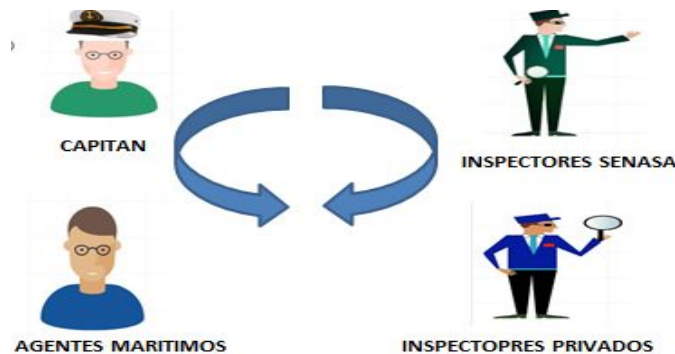 CAPITAN
INSPECTORES SENASA
AGENTES MARITIMOS
INSPECTOPRES PRIVADOS